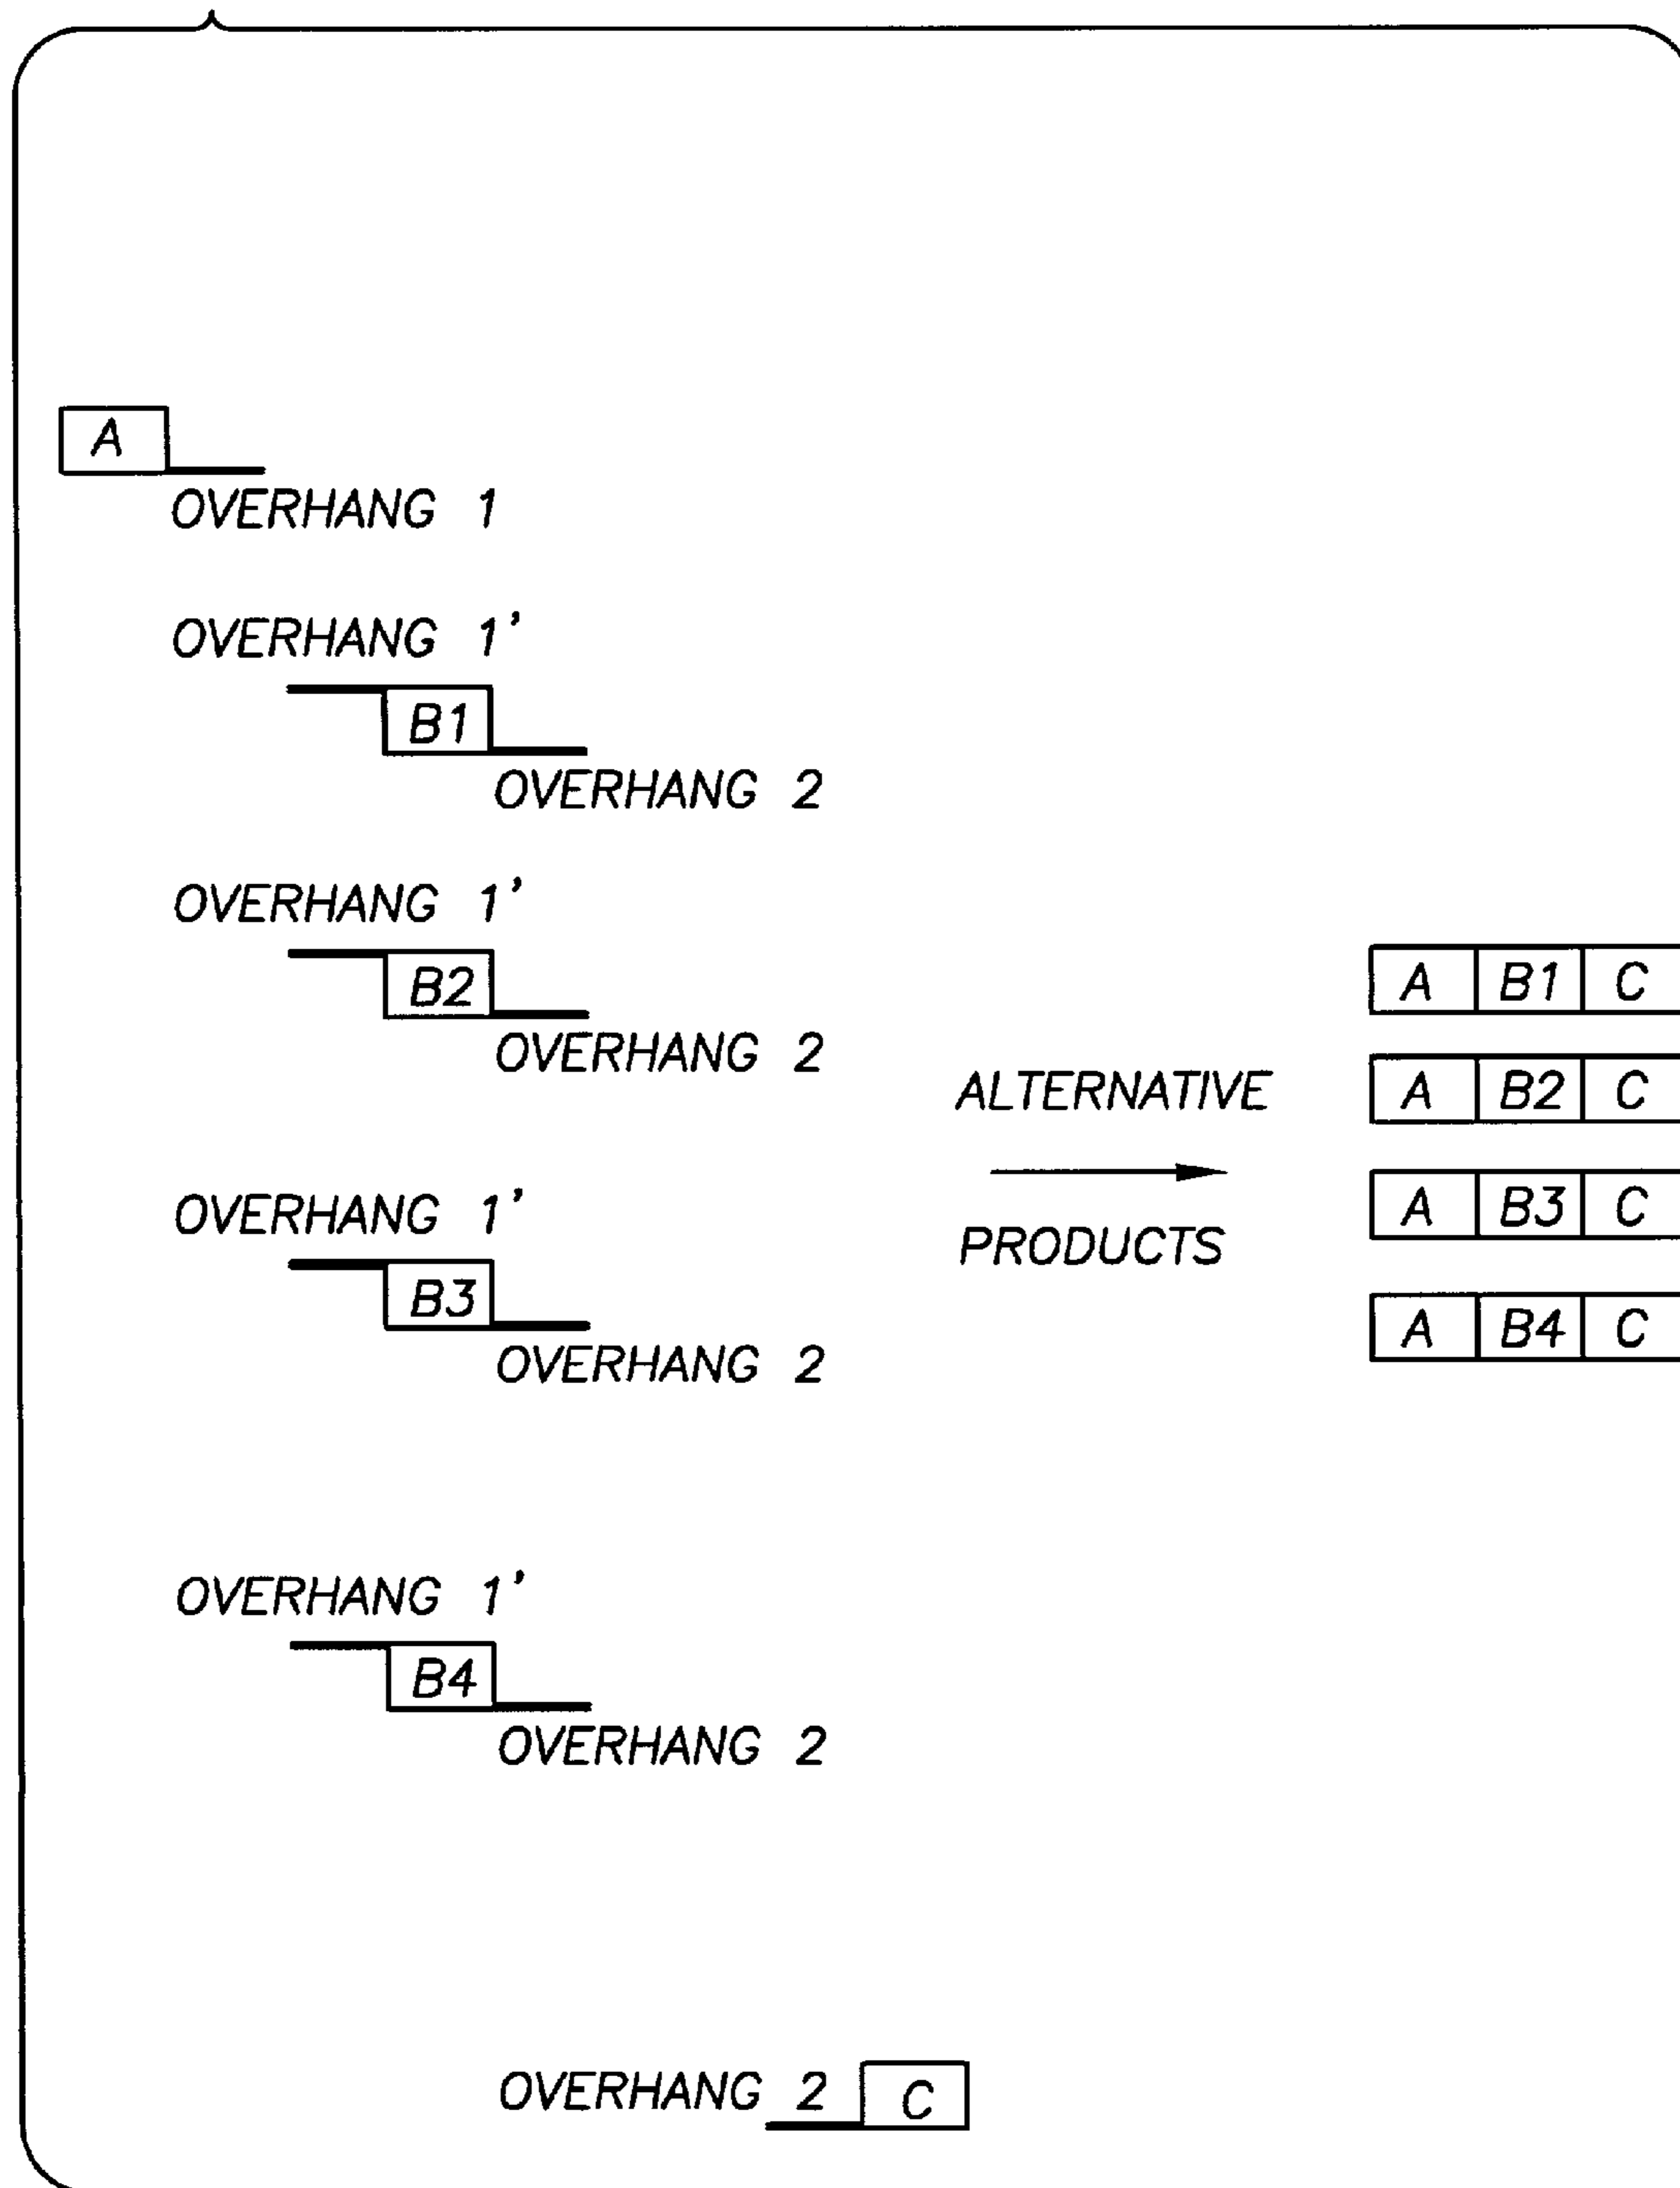 A
OVERHANG 1
OVERHANG 1'
B1
OVERHANG 2
OVERHANG 1'
B2
OVERHANG 2
OVERHANG 1'
B3
OVERHANG 2
OVERHANG 1'
B4
OVERHANG 2
OVERHANG 2 C
ALTERNATIVE
PRODUCTS
A B1 C
A B2 C
A B3 C
A B4 C